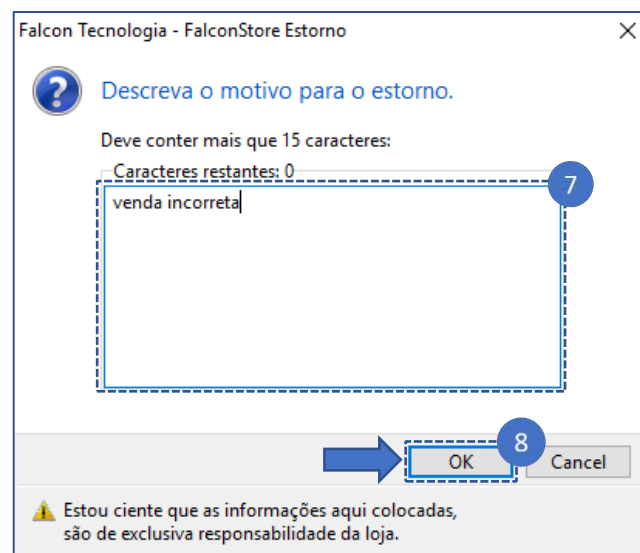 Falcon Tecnologia - FalconStore Estorno
Descreva o motivo para o estorno.
Deve conter mais que 15 caracteres:
Caracteres restantes: 0
7
venda incorreta
8
OK
Cancel
Estou ciente que as informações aqui colocadas,
são de exclusiva responsabilidade da loja.